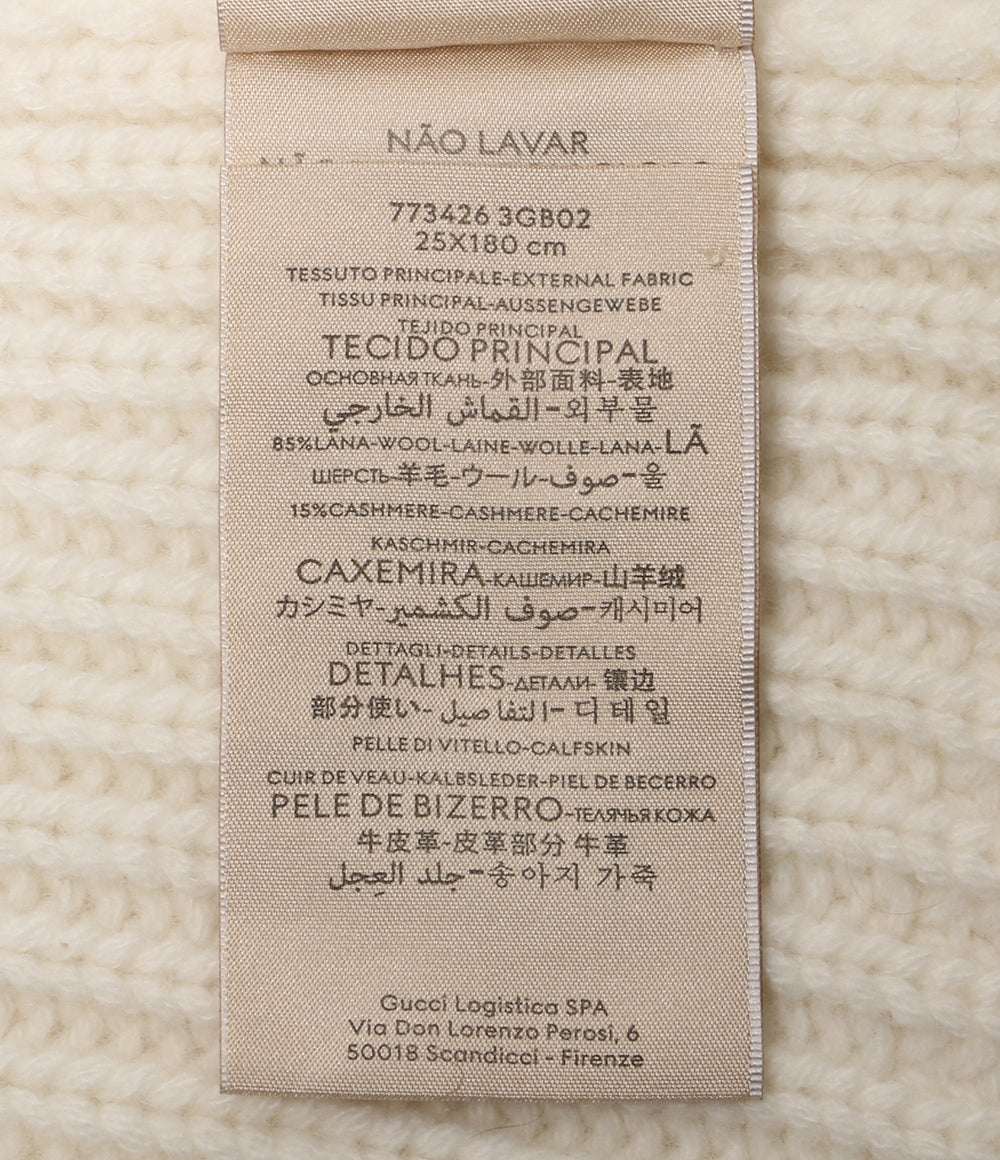 NÃO LAVAR
773426 3GB02
25X180 cm
TESSUTO PRINCIPALE-EXTERNAL FABRIC
TISSU PRINCIPAL-AUSSENGEWEBE
TEJIDO PRINCIPAL
TECIDO PRINCIPAL
ОСНОВНАЯ ТКАНЬ-外部面料-表地
القماش الخارجي-외부물
85%LANA-WOOL-LAINE-WOLLE-LANA-LÃ
ШЕРСТЬ-羊毛-ウール-صوف-울
15%CASHMERE-CASHMERE-CACHEMIRE
KASCHMIR-CACHEMIRA
CAXEMIRA-КАШЕМИР-山羊绒
カシミヤ-صوف الكشمير-캐시미어
DETTAGLI-DETAILS-DETALLES
DETALHES-ДЕТАЛИ-镶边
部分使い-التفاصيل-디테일
PELLE DI VITELLO-CALFSKIN
CUIR DE VEAU-KALBSLEDER-PIEL DE BECERRO
PELE DE BIZERRO-ТЕЛЯЧЬЯ КОЖА
牛皮革-皮革部分 牛革
جلد العِجل-송아지 가죽
Gucci Logistica SPA
Via Don Lorenzo Perosi, 6
50018 Scandicci - Firenze